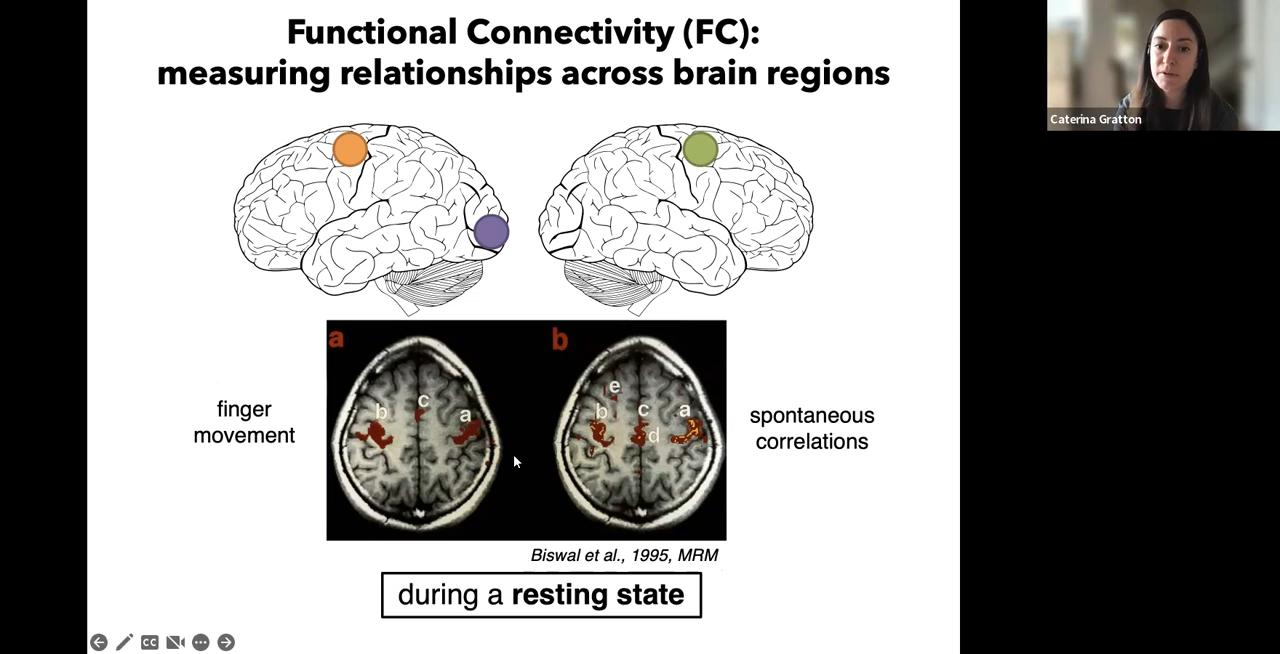 Functional Connectivity (FC):
measuring relationships across brain regions
Caterina Gratton
finger
movement
a
b
c
a
b
e
b
c
a
d
spontaneous
correlations
Biswal et al., 1995, MRM
during a resting state
CC